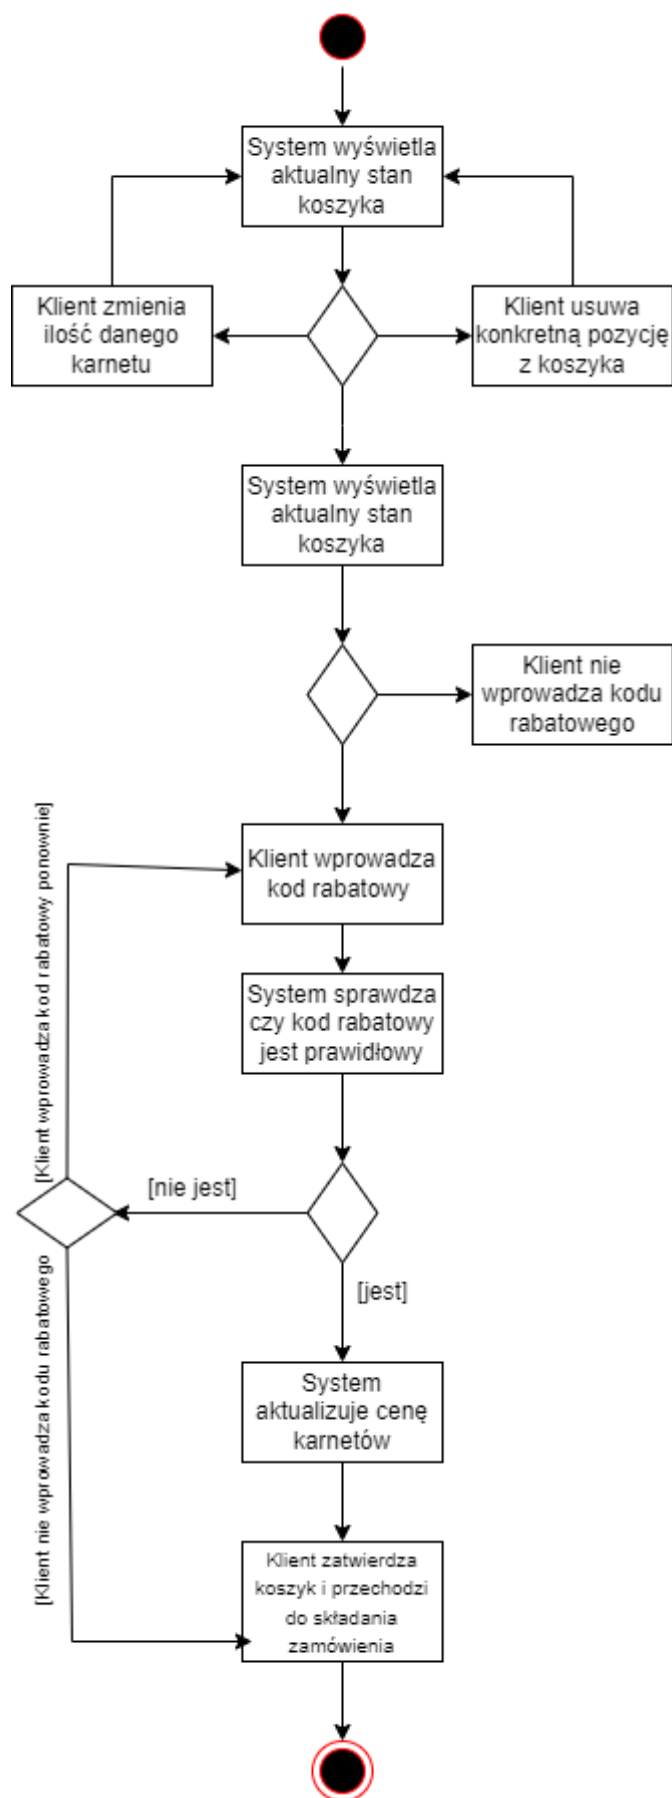 System wyświetla
aktualny stan
koszyka
Klient zmienia
ilość danego
karnetu
Klient usuwa
konkretną pozycję
z koszyka
System wyświetla
aktualny stan
koszyka
Klient nie
wprowadza kodu
rabatowego
[Klient wprowadza kod rabatowy ponownie]
Klient wprowadza
kod rabatowy
System sprawdza
czy kod rabatowy
jest prawidłowy
[nie jest]
[jest]
[Klient nie wprowadza kodu rabatowego
System
aktualizuje cenę
karnetów
Klient zatwierdza
koszyk i przechodzi
do składania
zamówienia